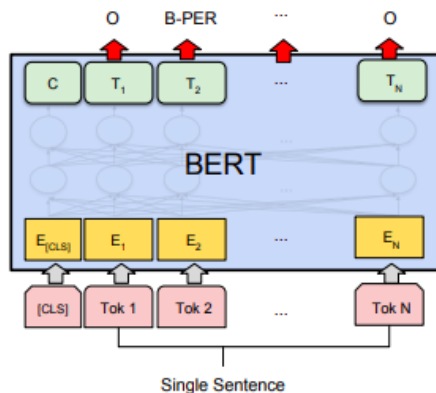 O B-PER ... O
C T1 T2 ... TN
...
BERT
...
E[CLS] E1 E2 ... EN
[CLS] Tok 1 Tok 2 ... Tok N
Single Sentence